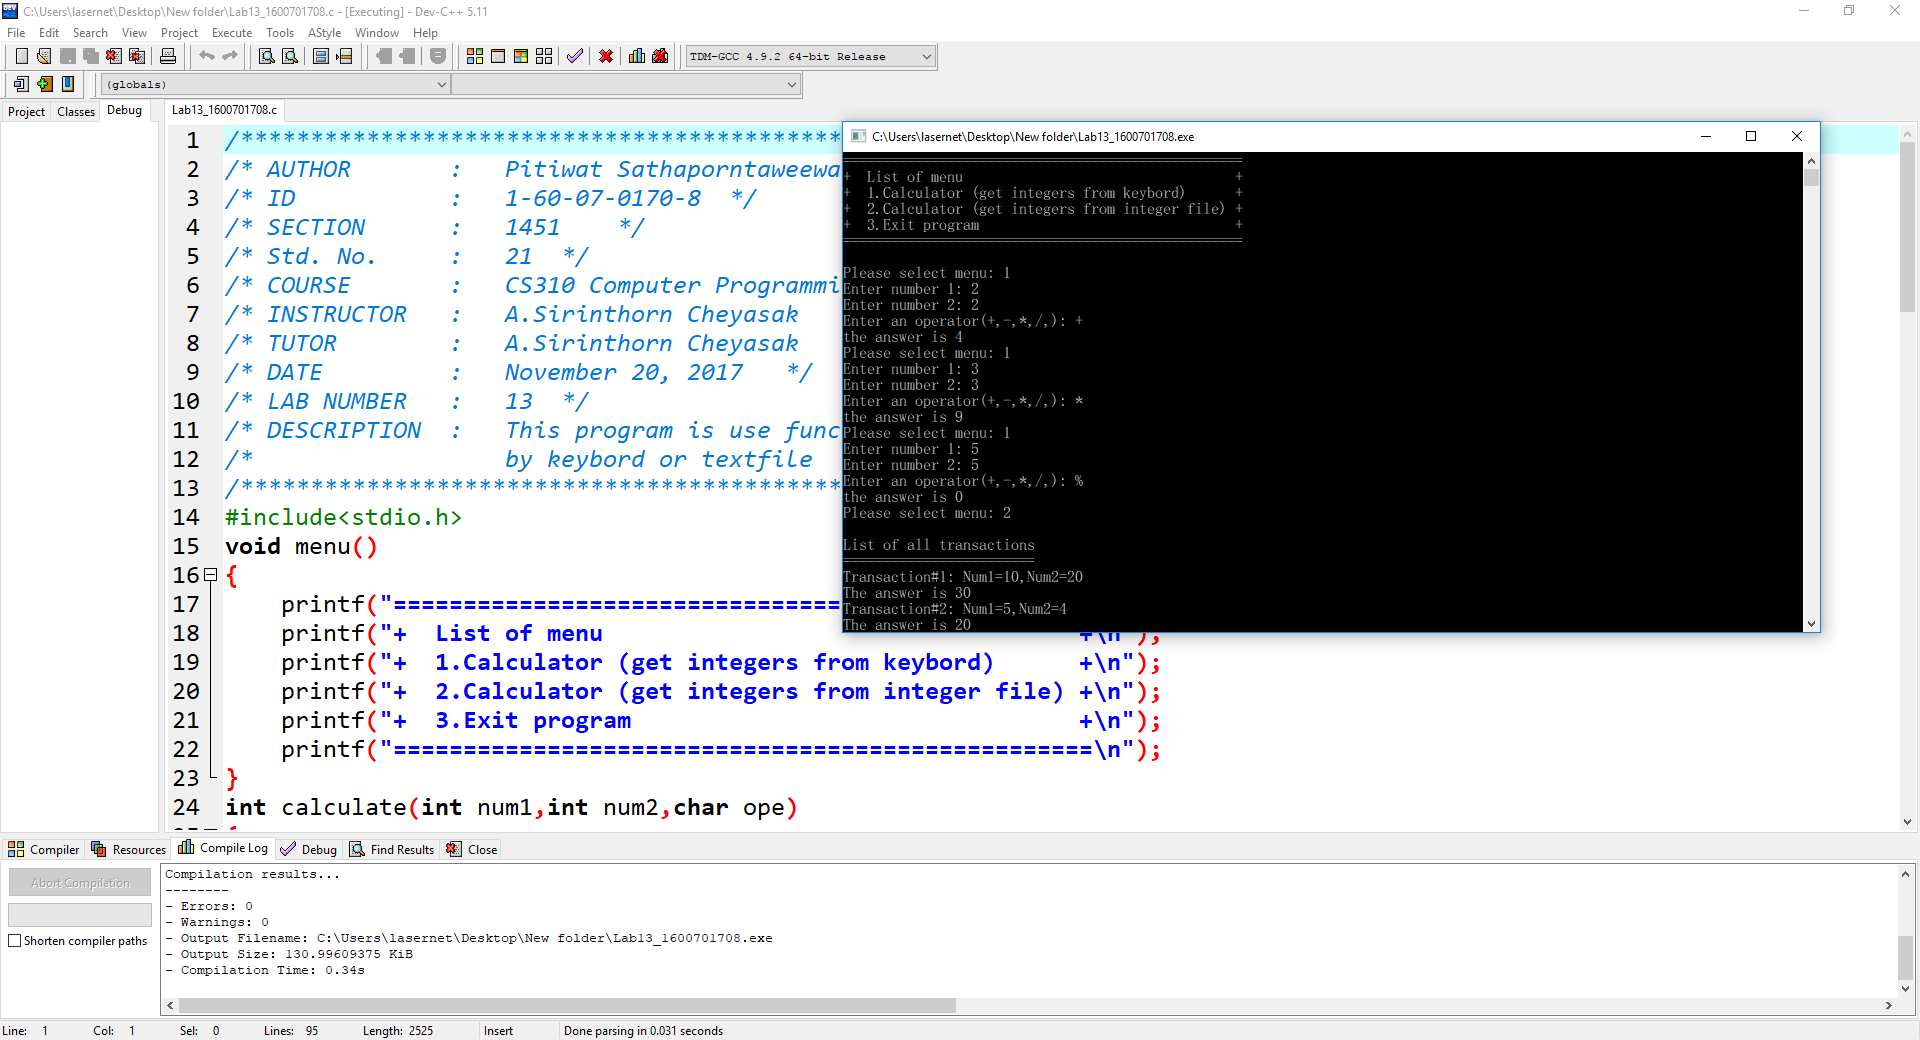 C:\Users\lasernet\Desktop\New folder\Lab13_1600701708.c - [Executing] - Dev-C++ 5.11
File Edit Search View Project Execute Tools AStyle Window Help
TDM-GCC 4.9.2 64-bit Release
(globals)
Project Classes Debug Lab13_1600701708.c
1 /********************************************
2 /* AUTHOR : Pitiwat Sathaporntaweewa
3 /* ID : 1-60-07-0170-8 */
4 /* SECTION : 1451 */
5 /* Std. No. : 21 */
6 /* COURSE : CS310 Computer Programmi
7 /* INSTRUCTOR : A.Sirinthorn Cheyasak
8 /* TUTOR : A.Sirinthorn Cheyasak
9 /* DATE : November 20, 2017 */
10 /* LAB NUMBER : 13 */
11 /* DESCRIPTION : This program is use func
12 /* by keybord or textfile
13 /********************************************
14 #include<stdio.h>
15 void menu()
16 {
17 printf("================================
18 printf("+ List of menu +\n");
19 printf("+ 1.Calculator (get integers from keybord) +\n");
20 printf("+ 2.Calculator (get integers from integer file) +\n");
21 printf("+ 3.Exit program +\n");
22 printf("==================================================\n");
23 }
24 int calculate(int num1,int num2,char ope)
C:\Users\lasernet\Desktop\New folder\Lab13_1600701708.exe
==================================================
+ List of menu +
+ 1.Calculator (get integers from keybord) +
+ 2.Calculator (get integers from integer file) +
+ 3.Exit program +
==================================================
Please select menu: 1
Enter number 1: 2
Enter number 2: 2
Enter an operator(+,-,*,/,): +
the answer is 4
Please select menu: 1
Enter number 1: 3
Enter number 2: 3
Enter an operator(+,-,*,/,): *
the answer is 9
Please select menu: 1
Enter number 1: 5
Enter number 2: 5
Enter an operator(+,-,*,/,): %
the answer is 0
Please select menu: 2
List of all transactions
========================
Transaction#1: Num1=10,Num2=20
The answer is 30
Transaction#2: Num1=5,Num2=4
The answer is 20
Compiler Resources Compile Log Debug Find Results Close
Abort Compilation
Shorten compiler paths
Compilation results...
--------
- Errors: 0
- Warnings: 0
- Output Filename: C:\Users\lasernet\Desktop\New folder\Lab13_1600701708.exe
- Output Size: 130.99609375 KiB
- Compilation Time: 0.34s
Line: 1 Col: 1 Sel: 0 Lines: 95 Length: 2525 Insert Done parsing in 0.031 seconds